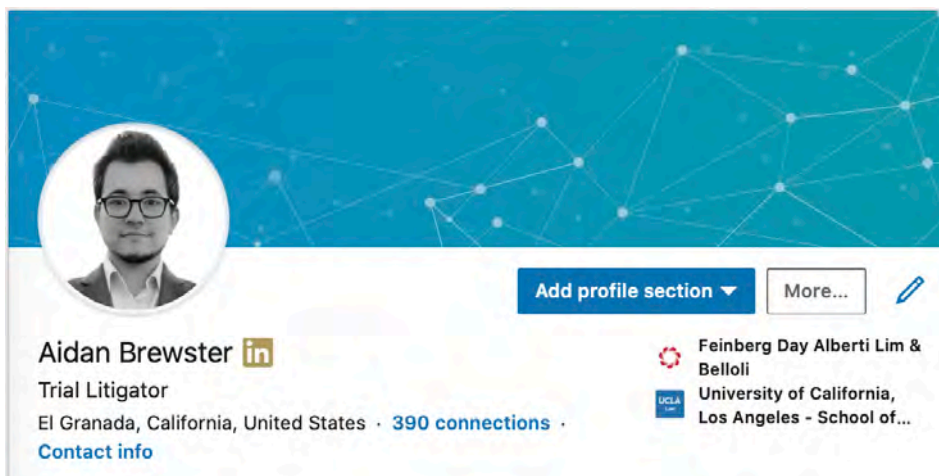 Add profile section
More...
Aidan Brewster in
Trial Litigator
El Granada, California, United States · 390 connections ·
Contact info
Feinberg Day Alberti Lim &
Belloli
UCLA
Law
University of California,
Los Angeles - School of...